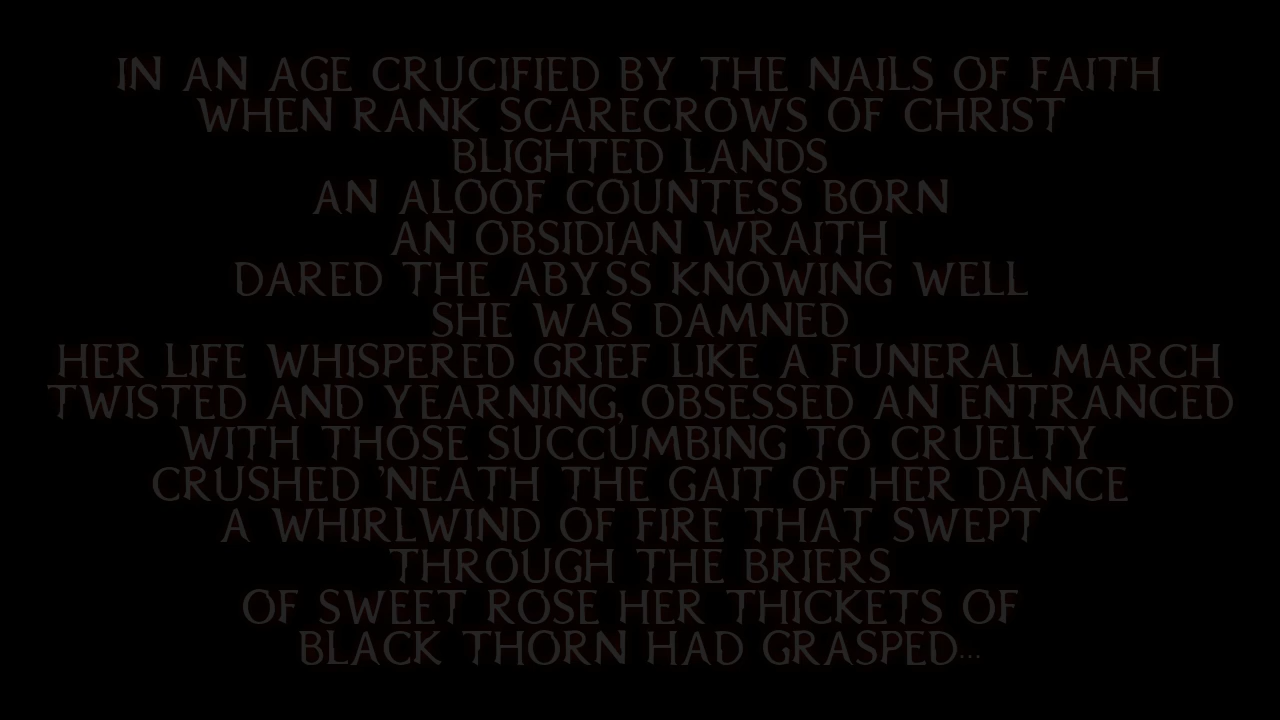 IN AN AGE CRUCIFIED BY THE NAILS OF FAITH
WHEN RANK SCARECROWS OF CHRIST
BLIGHTED LANDS
AN ALOOF COUNTESS BORN
AN OBSIDIAN WRAITH
DARED THE ABYSS KNOWING WELL
SHE WAS DAMNED
HER LIFE WHISPERED GRIEF LIKE A FUNERAL MARCH
TWISTED AND YEARNING, OBSESSED AN ENTRANCED
WITH THOSE SUCCUMBING TO CRUELTY
CRUSHED 'NEATH THE GAIT OF HER DANCE
A WHIRLWIND OF FIRE THAT SWEPT
THROUGH THE BRIERS
OF SWEET ROSE HER THICKETS OF
BLACK THORN HAD GRASPED...